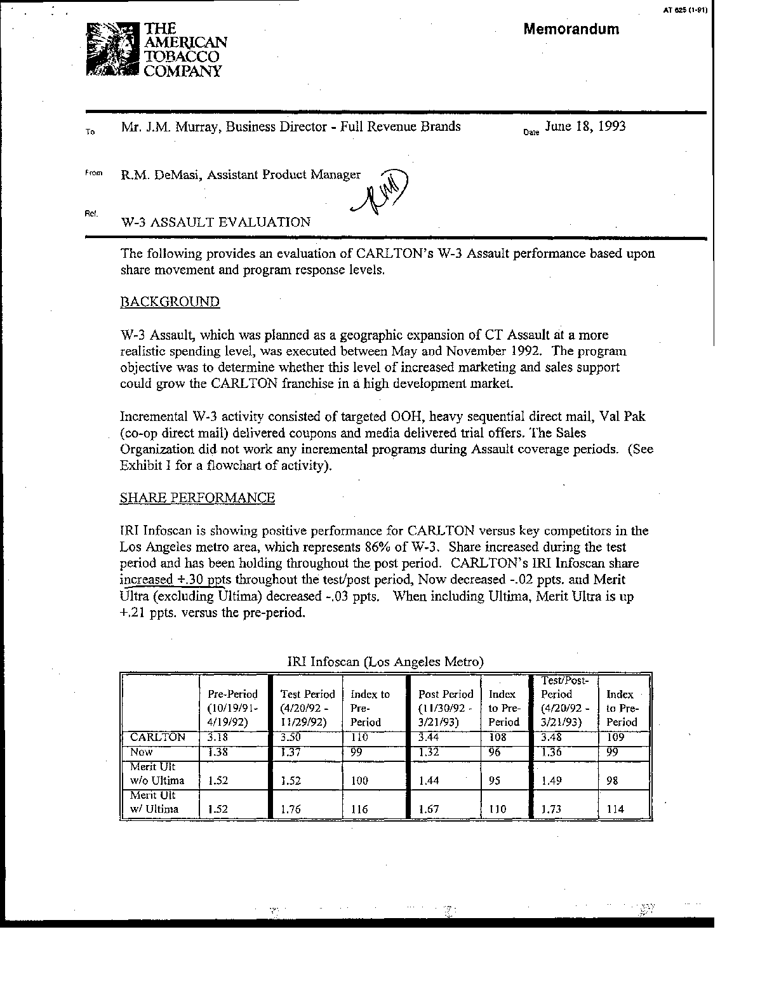 AT 625 (1-91)
THE
AMERICAN
TOBACCO
COMPANY
Memorandum
To Mr. J.M. Murray, Business Director - Full Revenue Brands Date June 18, 1993
From R.M. DeMasi, Assistant Product Manager RMD
Ref. W-3 ASSAULT EVALUATION
The following provides an evaluation of CARLTON's W-3 Assault performance based upon
share movement and program response levels.
BACKGROUND
W-3 Assault, which was planned as a geographic expansion of CT Assault at a more
realistic spending level, was executed between May and November 1992. The program
objective was to determine whether this level of increased marketing and sales support
could grow the CARLTON franchise in a high development market.
Incremental W-3 activity consisted of targeted OOH, heavy sequential direct mail, Val Pak
(co-op direct mail) delivered coupons and media delivered trial offers. The Sales
Organization did not work any incremental programs during Assault coverage periods. (See
Exhibit I for a flowchart of activity).
SHARE PERFORMANCE
IRI Infoscan is showing positive performance for CARLTON versus key competitors in the
Los Angeles metro area, which represents 86% of W-3. Share increased during the test
period and has been holding throughout the post period. CARLTON's IRI Infoscan share
increased +.30 ppts throughout the test/post period, Now decreased -.02 ppts. and Merit
Ultra (excluding Ultima) decreased -.03 ppts. When including Ultima, Merit Ultra is up
+.21 ppts. versus the pre-period.
IRI Infoscan (Los Angeles Metro)
Test/Post-
Pre-Period Test Period Index to Post Period Index Period Index
(10/19/91- (4/20/92 - Pre- (11/30/92 - to Pre- (4/20/92 - to Pre-
4/19/92) 11/29/92) Period 3/21/93) Period 3/21/93) Period
CARLTON 3.18 3.50 110 3.44 108 3.48 109
Now 1.38 1.37 99 1.32 96 1.36 99
Merit Ult
w/o Ultima 1.52 1.52 100 1.44 95 1.49 98
Merit Ult
w/ Ultima 1.52 1.76 116 1.67 110 1.73 114